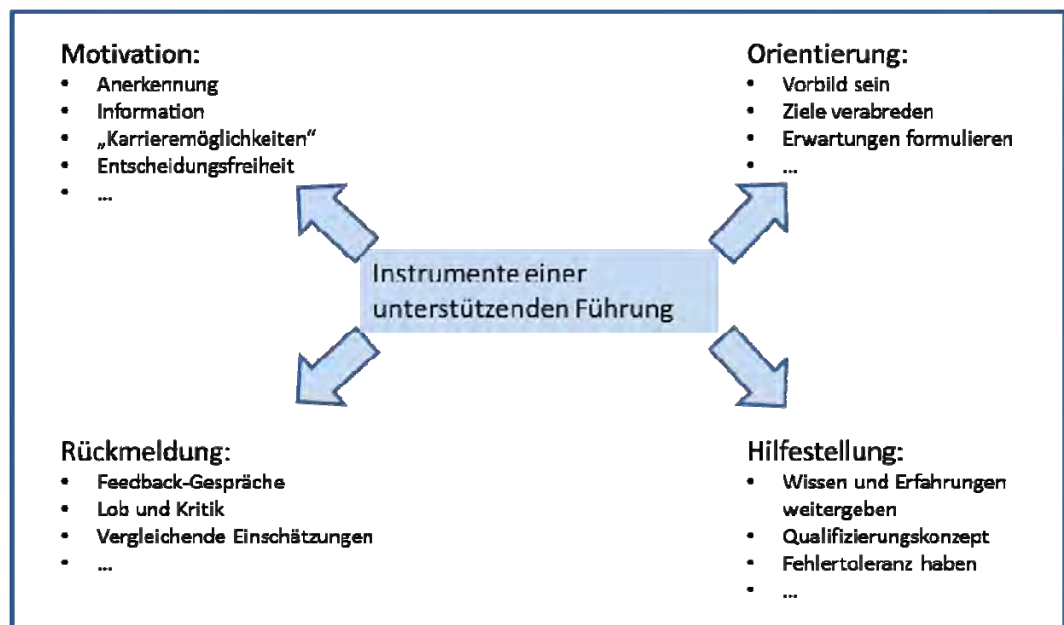 Motivation:
• Anerkennung
• Information
• „Karrieremöglichkeiten“
• Entscheidungsfreiheit
• ...
Orientierung:
• Vorbild sein
• Ziele verabreden
• Erwartungen formulieren
• ...
Instrumente einer
unterstützenden Führung
Rückmeldung:
• Feedback-Gespräche
• Lob und Kritik
• Vergleichende Einschätzungen
• ...
Hilfestellung:
• Wissen und Erfahrungen
weitergeben
• Qualifizierungskonzept
• Fehlertoleranz haben
• ...